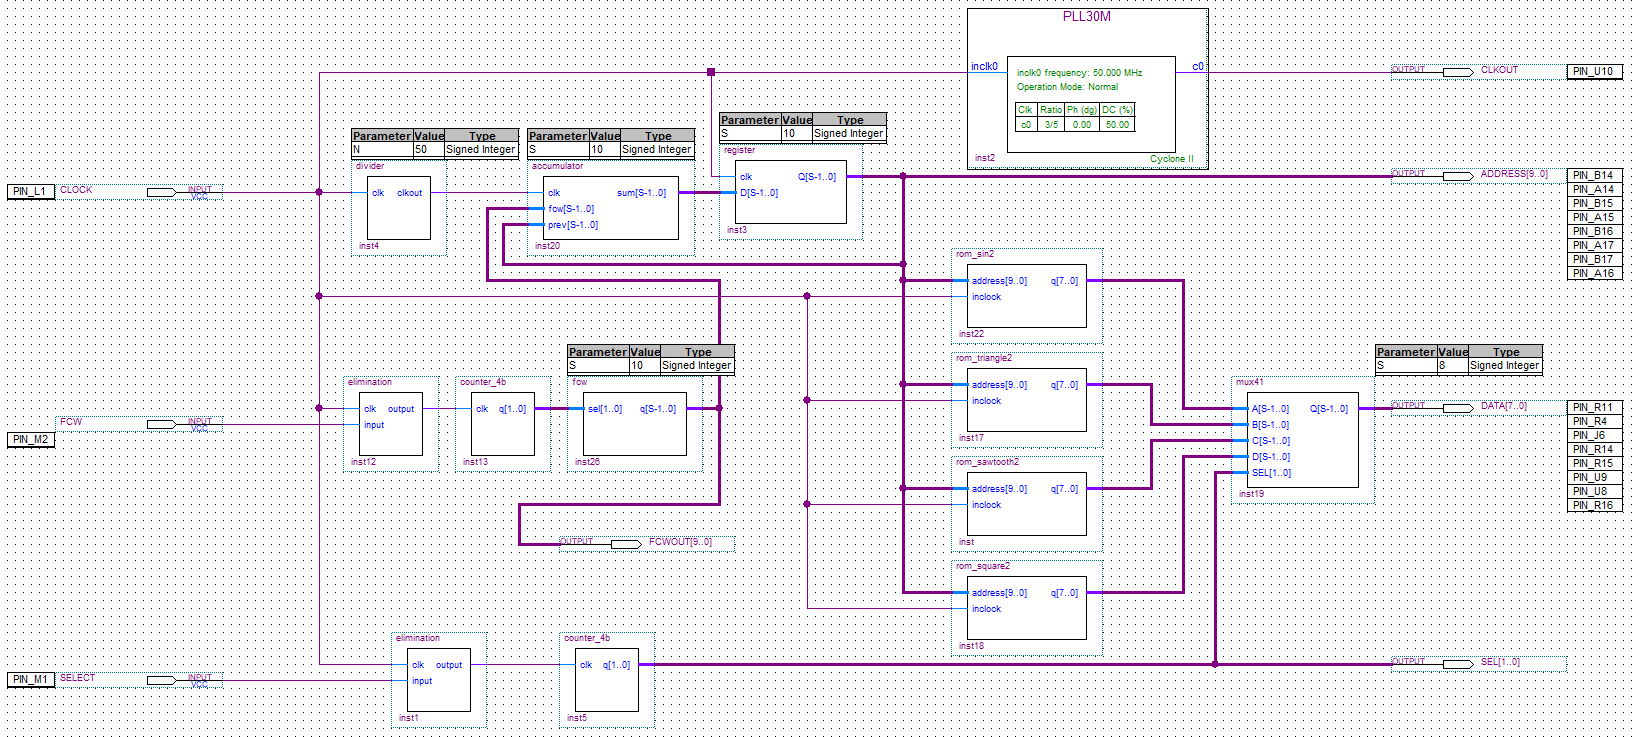 PLL30M
inclk0
c0
inclk0 frequency: 50.000 MHz
Operation Mode: Normal
Clk Ratio Ph (dg) DC (%)
c0 3/5 0.00 50.00
inst2
Cyclone II
OUTPUT
CLKOUT
PIN_U10
Parameter Value Type
N 50 Signed Integer
divider
clk clkout
inst4
Parameter Value Type
S 10 Signed Integer
accumulator
clk sum[S-1..0]
fcw[S-1..0]
prev[S-1..0]
inst20
Parameter Value Type
S 10 Signed Integer
register
clk Q[S-1..0]
D[S-1..0]
inst3
PIN_L1
CLOCK
INPUT
VCC
OUTPUT
ADDRESS[9..0]
PIN_B14
PIN_A14
PIN_B15
PIN_A15
PIN_B16
PIN_A17
PIN_B17
PIN_A16
rom_sin2
address[9..0] q[7..0]
inclock
inst22
rom_triangle2
address[9..0] q[7..0]
inclock
inst17
rom_sawtooth2
address[9..0] q[7..0]
inclock
inst
rom_square2
address[9..0] q[7..0]
inclock
inst18
FCW
INPUT
VCC
PIN_M2
elimination
clk output
input
inst12
counter_4b
clk q[1..0]
inst13
Parameter Value Type
S 10 Signed Integer
fcw
sel[1..0] q[S-1..0]
inst26
OUTPUT
FCWOUT[9..0]
Parameter Value Type
S 8 Signed Integer
mux41
A[S-1..0] Q[S-1..0]
B[S-1..0]
C[S-1..0]
D[S-1..0]
SEL[1..0]
inst19
OUTPUT
DATA[7..0]
PIN_R11
PIN_R4
PIN_J6
PIN_R14
PIN_R15
PIN_U9
PIN_U8
PIN_R16
PIN_M1
SELECT
INPUT
VCC
elimination
clk output
input
inst1
counter_4b
clk q[1..0]
inst5
OUTPUT
SEL[1..0]